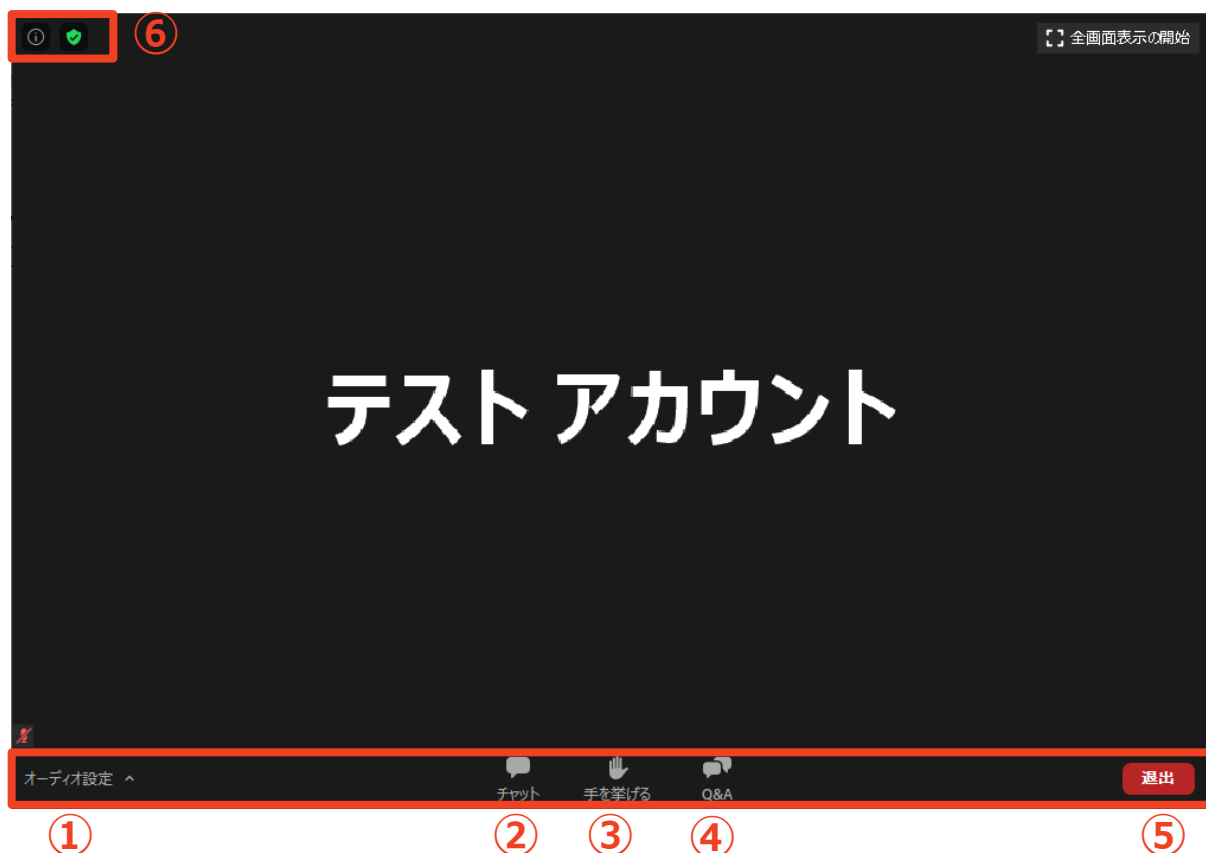 ⑥
全画面表示の開始
テスト アカウント
オーディオ設定
チャット
手を挙げる
Q&A
退出
① ② ③ ④ ⑤